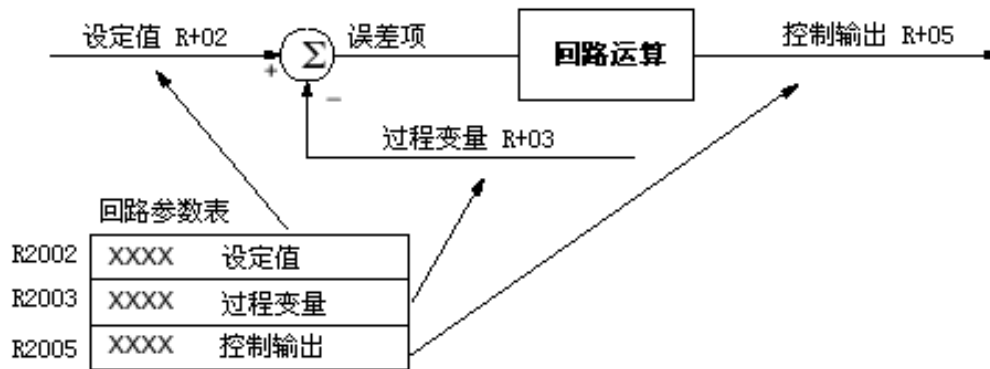 设定值 R+02
误差项
回路运算
控制输出 R+05
+
Σ
−
过程变量 R+03
回路参数表
R2002 XXXX 设定值
R2003 XXXX 过程变量
R2005 XXXX 控制输出